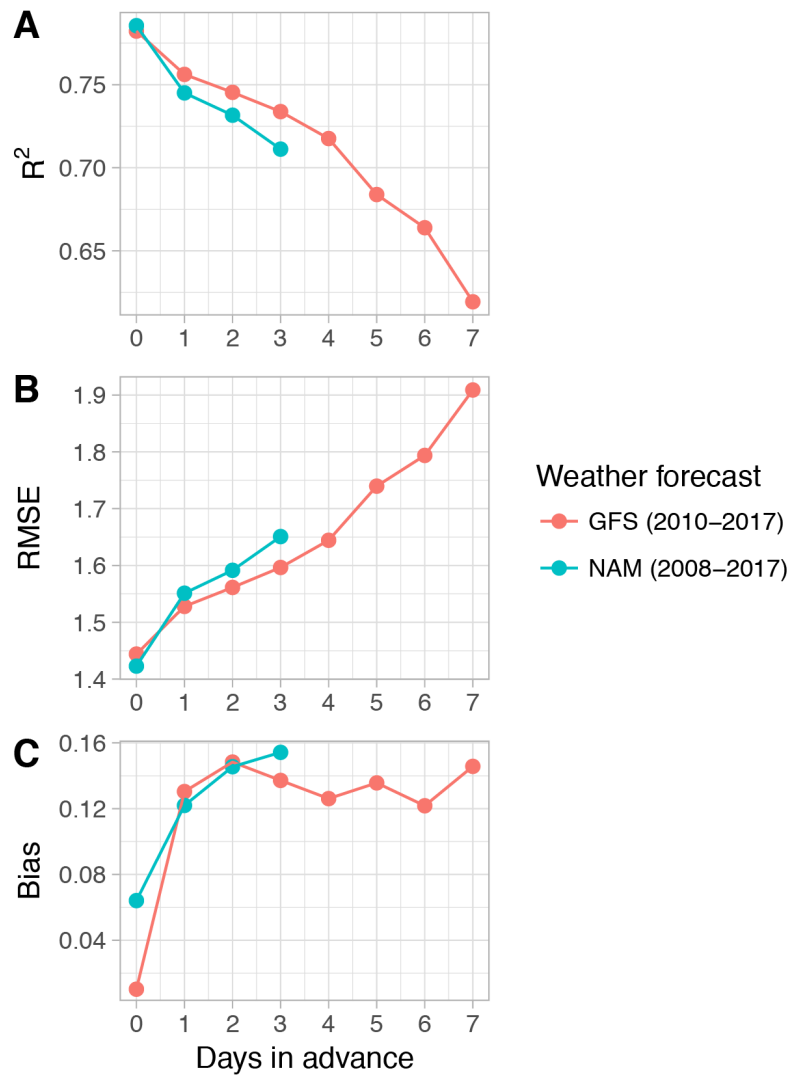 A
R²
0.75
0.70
0.65
0 1 2 3 4 5 6 7
B
RMSE
1.9
1.8
1.7
1.6
1.5
1.4
0 1 2 3 4 5 6 7
Weather forecast
GFS (2010–2017)
NAM (2008–2017)
C
Bias
0.16
0.12
0.08
0.04
0 1 2 3 4 5 6 7
Days in advance